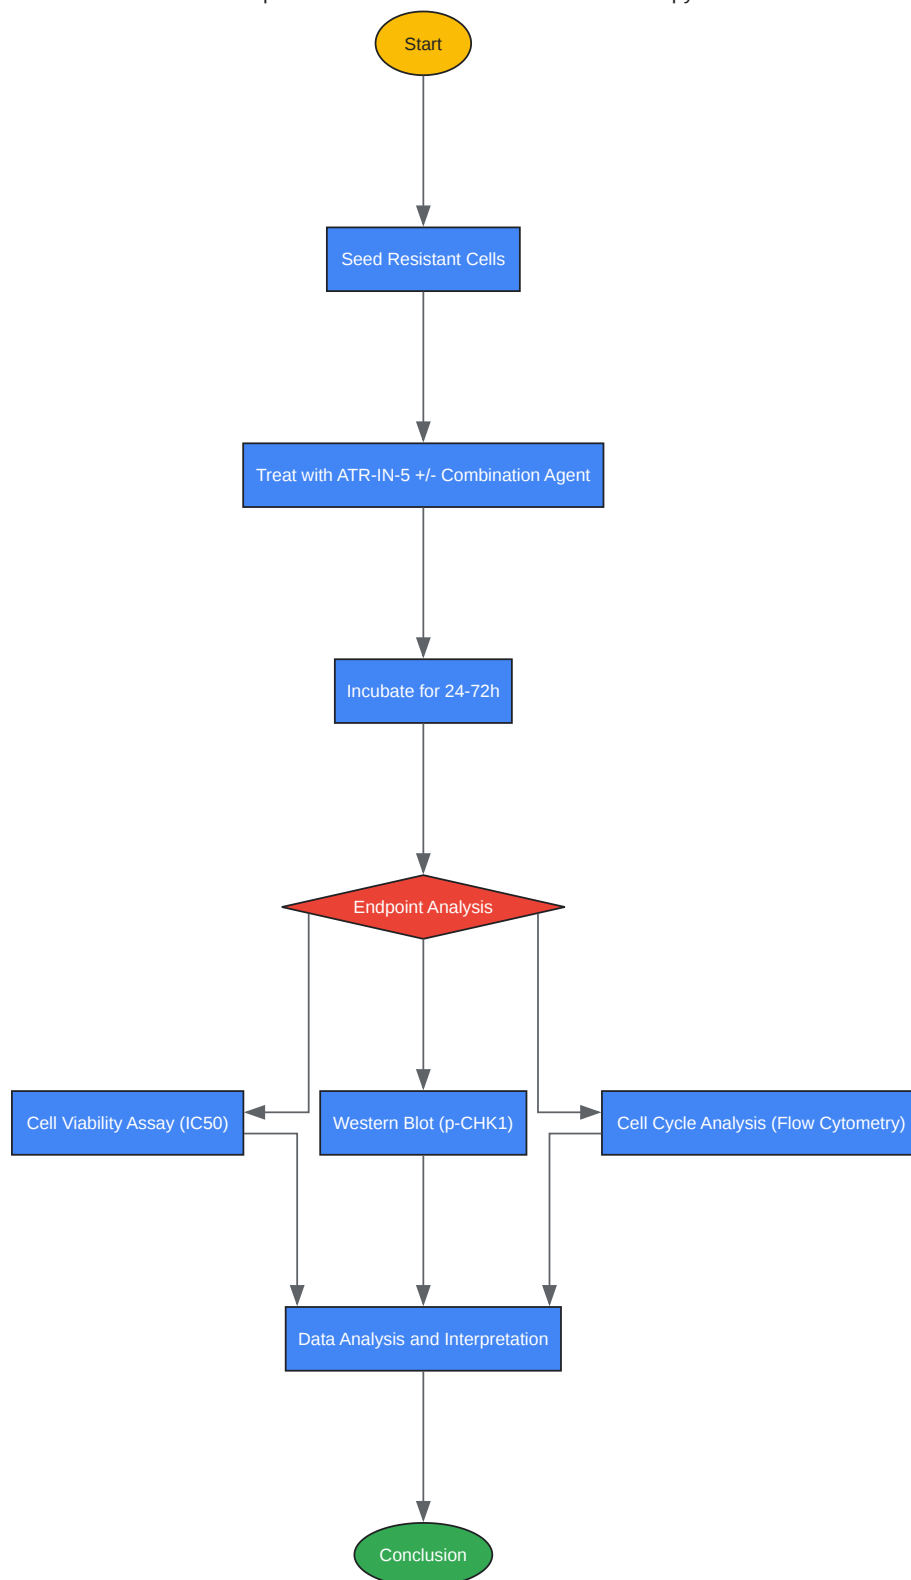 Start
Seed Resistant Cells
Treat with ATR-IN-5 +/- Combination Agent
Incubate for 24-72h
Endpoint Analysis
Cell Viability Assay (IC50)
Western Blot (p-CHK1)
Cell Cycle Analysis (Flow Cytometry)
Data Analysis and Interpretation
Conclusion